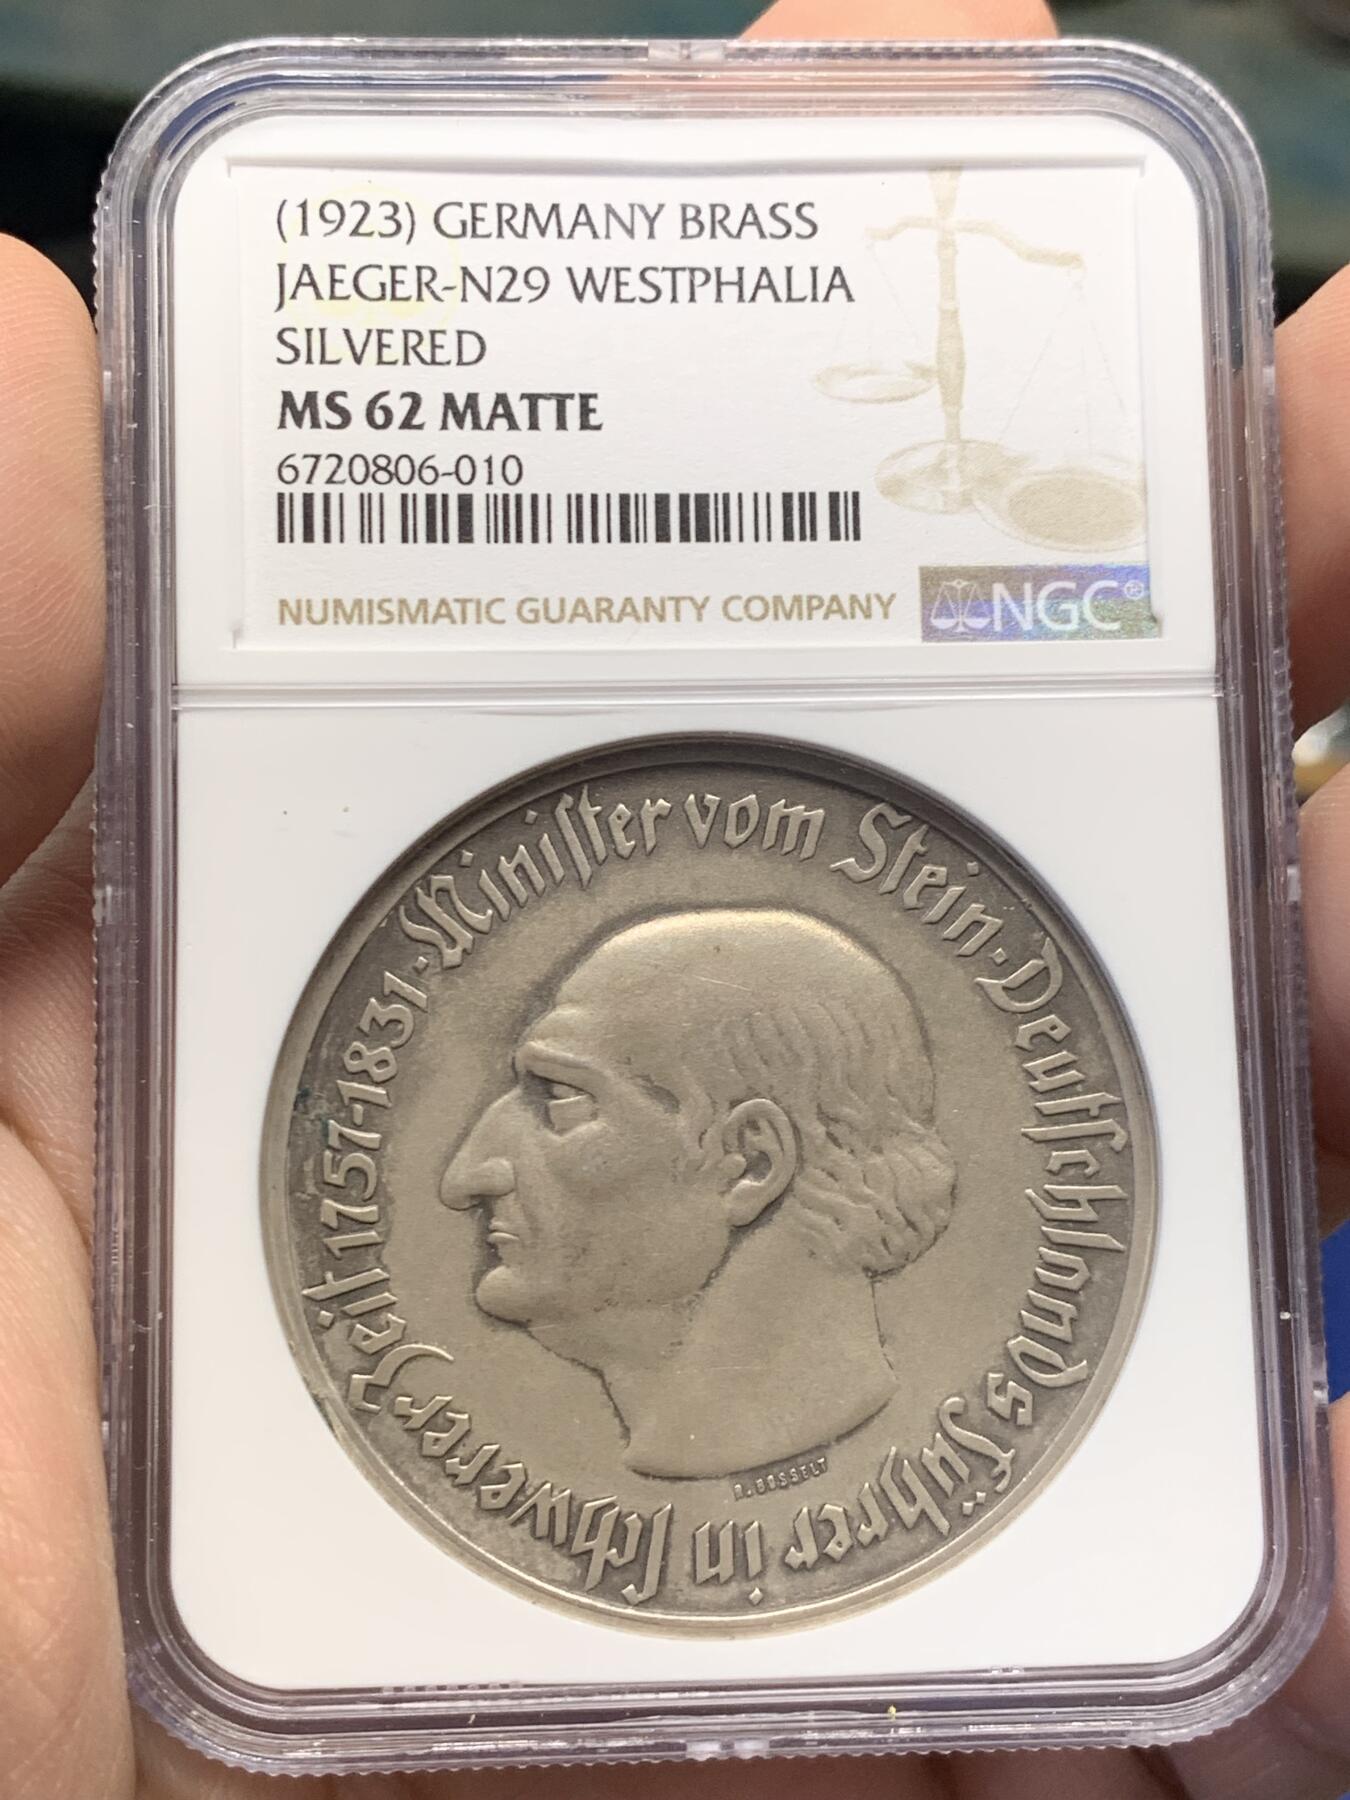 (1923) GERMANY BRASS
JAEGER-N29 WESTPHALIA
SILVERED
MS 62 MATTE
6720806-010
NUMISMATIC GUARANTY COMPANY
NGC®
Miniſter vom Stein · Deutſchlands Führer in ſchwerer Zeit 1757-1831 ·
R. BOSSELT